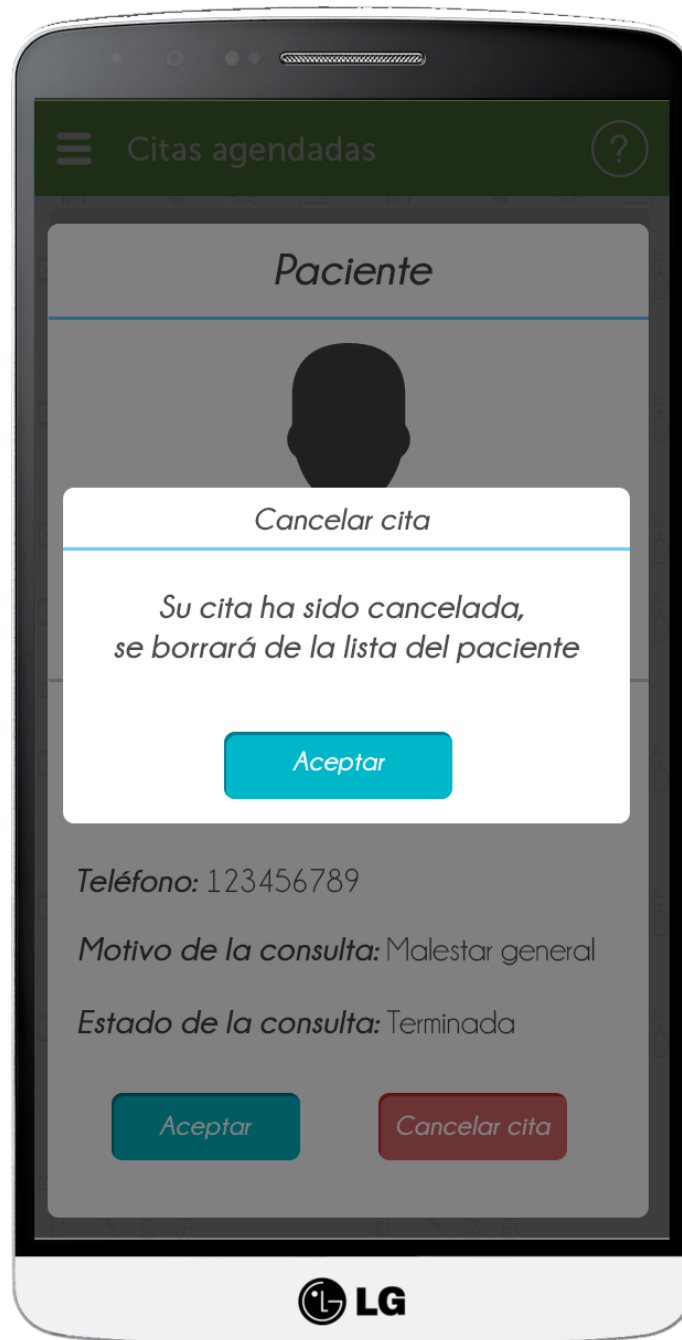 Citas agendadas
?
Paciente
Cancelar cita
Su cita ha sido cancelada,
se borrará de la lista del paciente
Aceptar
Teléfono: 123456789
Motivo de la consulta: Malestar general
Estado de la consulta: Terminada
Aceptar Cancelar cita
LG